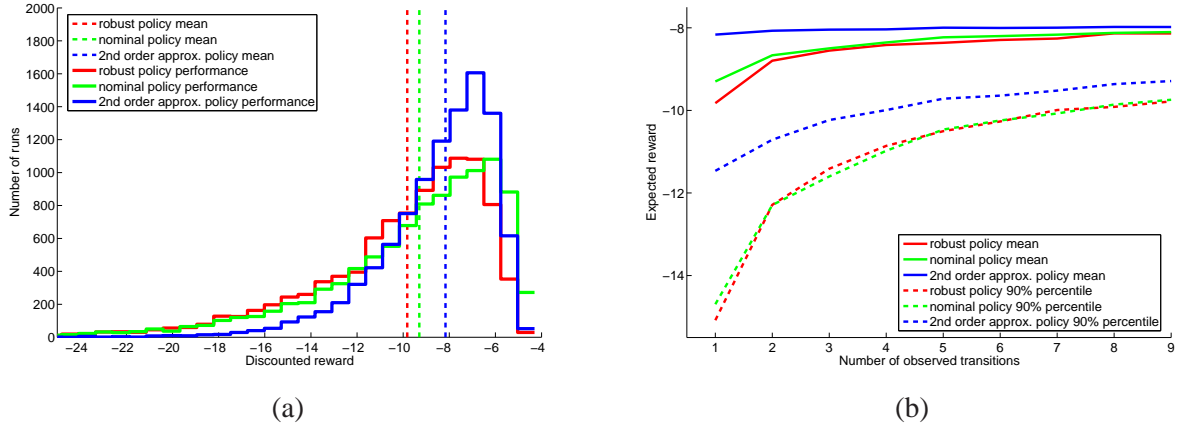 2000
1800
1600
1400
1200
1000
800
600
400
200
0
Number of runs
robust policy mean
nominal policy mean
2nd order approx. policy mean
robust policy performance
nominal policy performance
2nd order approx. policy performance
−24 −22 −20 −18 −16 −14 −12 −10 −8 −6 −4
Discounted reward
(a)
−8
−10
−12
−14
Expected reward
robust policy mean
nominal policy mean
2nd order approx. policy mean
robust policy 90% percentile
nominal policy 90% percentile
2nd order approx. policy 90% percentile
1 2 3 4 5 6 7 8 9
Number of observed transitions
(b)